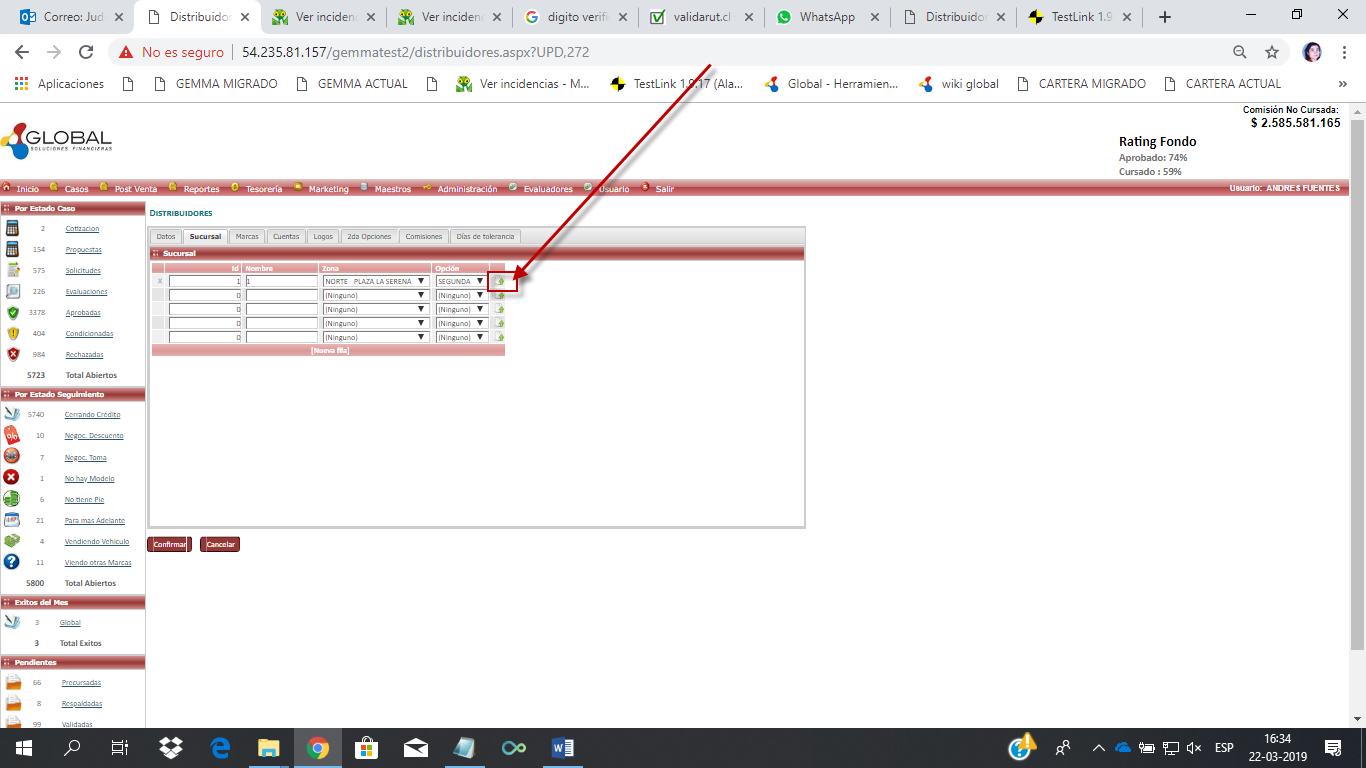 Correo: Jud
Distribuidor
Ver inciden
Ver inciden
digito verifi
validarut.cl
WhatsApp
Distribuidor
TestLink 1.9
No es seguro
54.235.81.157/gemmatest2/distribuidores.aspx?UPD,272
Aplicaciones
GEMMA MIGRADO
GEMMA ACTUAL
Ver incidencias - M...
TestLink 1.9.17 (Ala...
Global - Herramien...
wiki global
CARTERA MIGRADO
CARTERA ACTUAL
»
GLOBAL
SOLUCIONES FINANCIERAS
Comisión No Cursada:
$ 2.585.581.165
Rating Fondo
Aprobado: 74%
Cursado : 59%
Inicio Casos Post Venta Reportes Tesorería Marketing Maestros Administración Evaluadores Usuario Salir
Usuario: ANDRES FUENTES
Por Estado Caso
2 Cotizacion
154 Propuestas
575 Solicitudes
226 Evaluaciones
3378 Aprobadas
404 Condicionadas
984 Rechazadas
5723 Total Abiertos
Por Estado Seguimiento
5740 Cerrando Crédito
10 Negoc. Descuento
7 Negoc. Toma
1 No hay Modelo
6 No tiene Pie
21 Para mas Adelante
4 Vendiendo Vehiculo
11 Viendo otras Marcas
5800 Total Abiertos
Exitos del Mes
3 Global
3 Total Exitos
Pendientes
66 Precursadas
8 Respaldadas
99 Validadas
DISTRIBUIDORES
Datos Sucursal Marcas Cuentas Logos 2da Opciones Comisiones Días de tolerancia
Sucursal
Id Nombre Zona Opción
x 1 1 NORTE - PLAZA LA SERENA SEGUNDA
0 (Ninguno) (Ninguno)
0 (Ninguno) (Ninguno)
0 (Ninguno) (Ninguno)
0 (Ninguno) (Ninguno)
[Nueva fila]
Confirmar Cancelar
ESP
16:34
22-03-2019